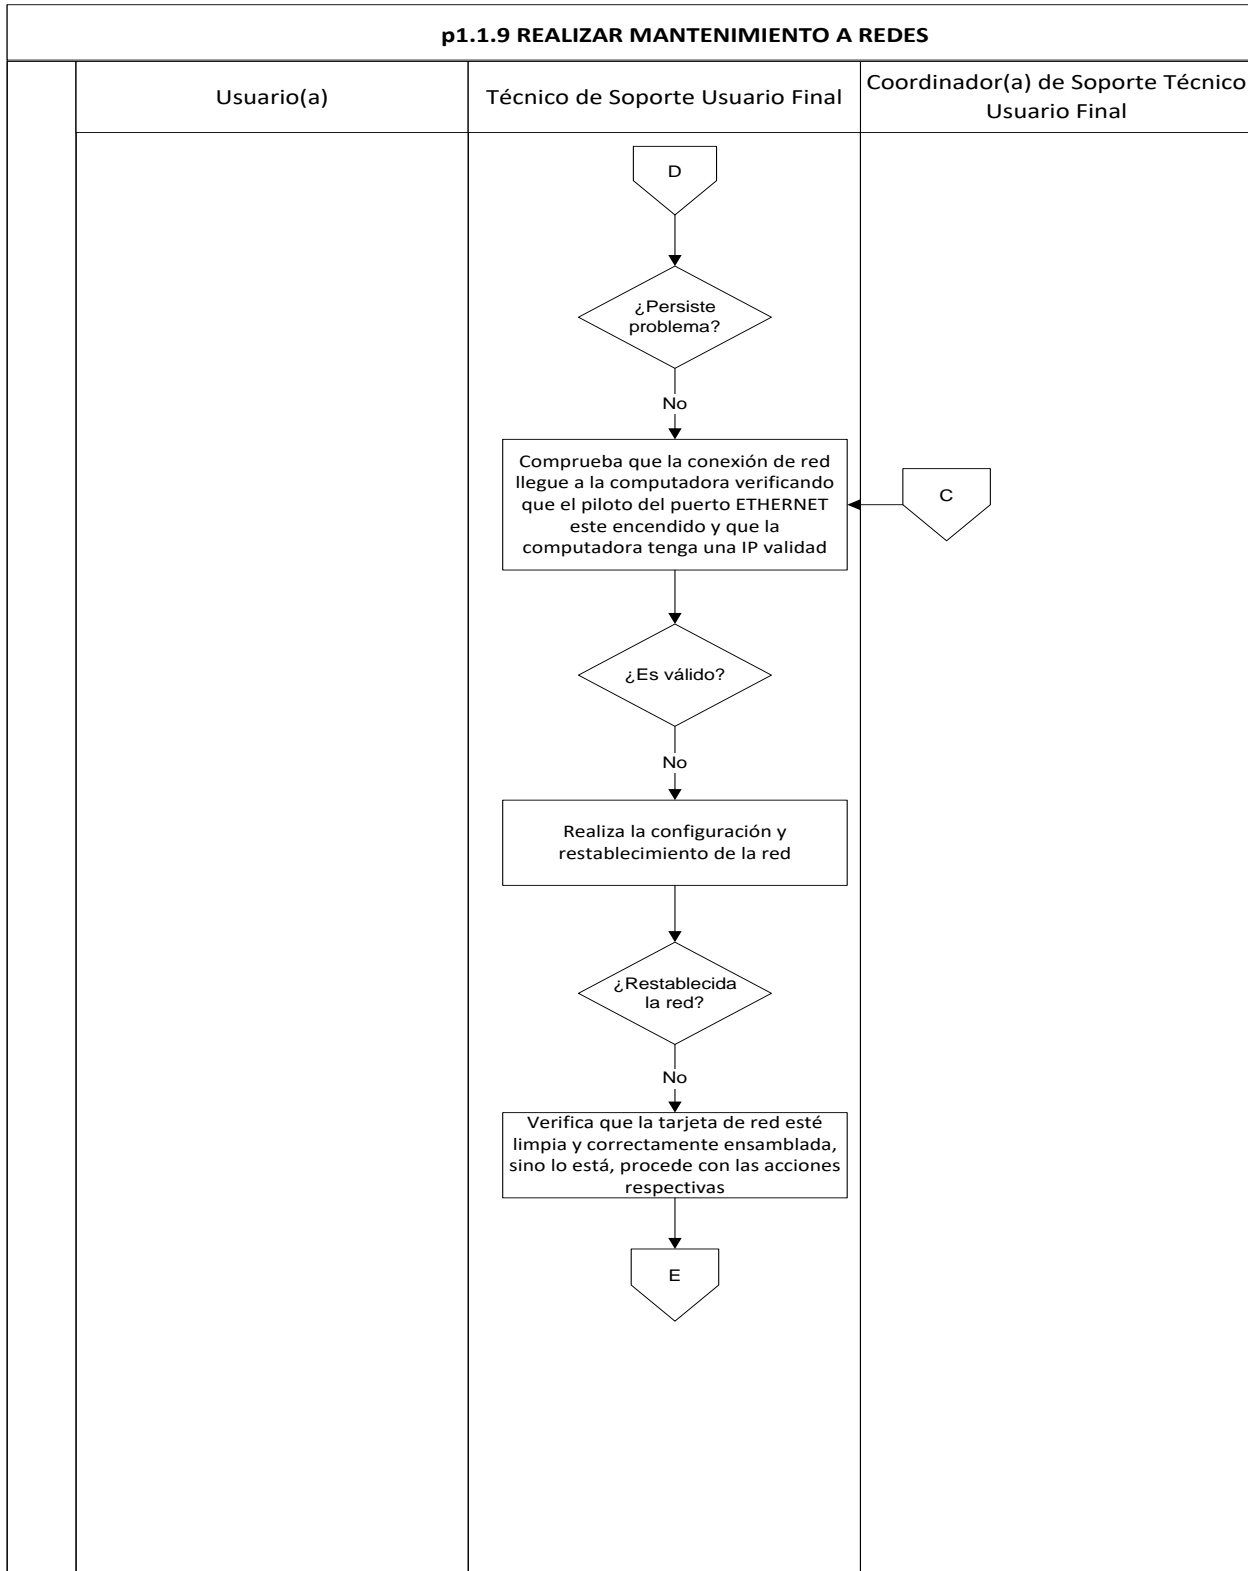 p1.1.9 REALIZAR MANTENIMIENTO A REDES
Usuario(a)
Técnico de Soporte Usuario Final
Coordinador(a) de Soporte Técnico
Usuario Final
D
¿Persiste
problema?
No
Comprueba que la conexión de red
llegue a la computadora verificando
que el piloto del puerto ETHERNET
este encendido y que la
computadora tenga una IP validad
C
¿Es válido?
No
Realiza la configuración y
restablecimiento de la red
¿Restablecida
la red?
No
Verifica que la tarjeta de red esté
limpia y correctamente ensamblada,
sino lo está, procede con las acciones
respectivas
E